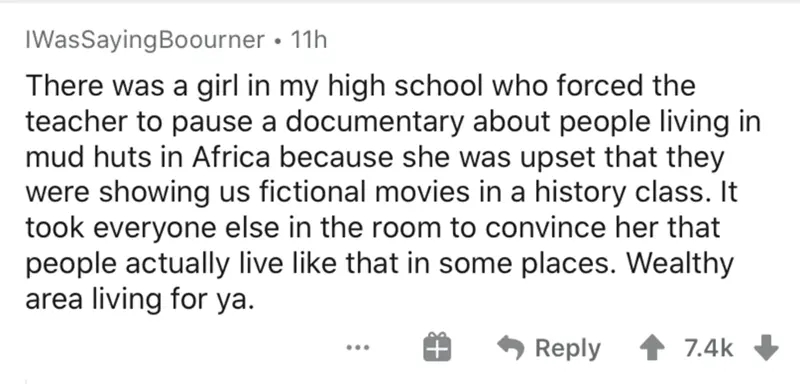 IWasSayingBoourner • 11h
There was a girl in my high school who forced the
teacher to pause a documentary about people living in
mud huts in Africa because she was upset that they
were showing us fictional movies in a history class. It
took everyone else in the room to convince her that
people actually live like that in some places. Wealthy
area living for ya.
... Reply 7.4k